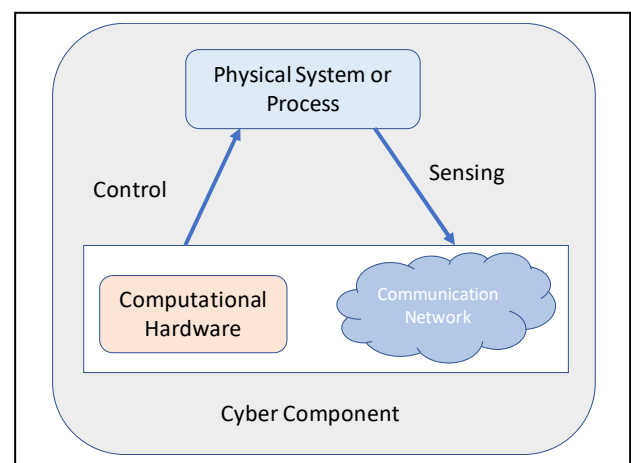 Physical System or
Process
Control
Sensing
Computational
Hardware
Communication
Network
Cyber Component